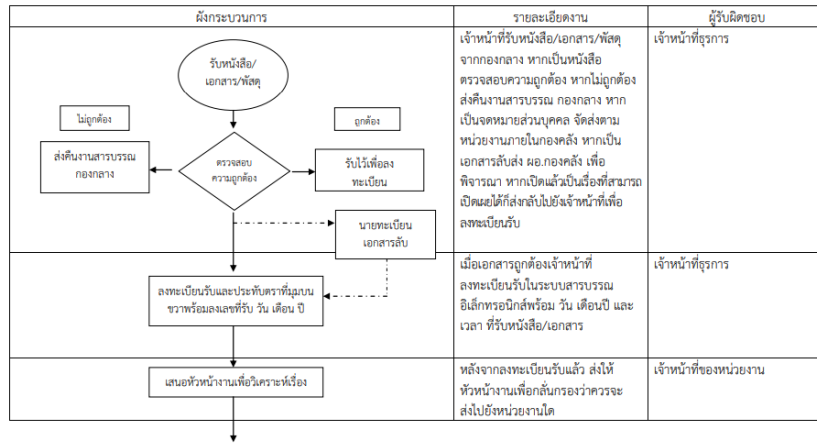 ผังกระบวนการ
รายละเอียดงาน
ผู้รับผิดชอบ
รับหนังสือ/
เอกสาร/พัสดุ
ไม่ถูกต้อง
ถูกต้อง
ส่งคืนงานสารบรรณ
กองกลาง
ตรวจสอบ
ความถูกต้อง
รับไว้เพื่อลง
ทะเบียน
นายทะเบียน
เอกสารลับ
เจ้าหน้าที่รับหนังสือ/เอกสาร/พัสดุ
จากกองกลาง หากเป็นหนังสือ
ตรวจสอบความถูกต้อง หากไม่ถูกต้อง
ส่งคืนงานสารบรรณ กองกลาง หาก
เป็นจดหมายส่วนบุคคล จัดส่งตาม
หน่วยงานภายในกองคลัง หากเป็น
เอกสารลับส่ง ผอ.กองคลัง เพื่อ
พิจารณา หากเปิดแล้วเป็นเรื่องที่สามารถ
เปิดเผยได้ก็ส่งกลับไปยังเจ้าหน้าที่เพื่อ
ลงทะเบียนรับ
เจ้าหน้าที่ธุรการ
ลงทะเบียนรับและประทับตราที่มุมบน
ขวาพร้อมลงเลขที่รับ วัน เดือน ปี
เมื่อเอกสารถูกต้องเจ้าหน้าที่
ลงทะเบียนรับในระบบสารบรรณ
อิเล็กทรอนิกส์พร้อม วัน เดือนปี และ
เวลา ที่รับหนังสือ/เอกสาร
เจ้าหน้าที่ธุรการ
เสนอหัวหน้างานเพื่อวิเคราะห์เรื่อง
หลังจากลงทะเบียนรับแล้ว ส่งให้
หัวหน้างานเพื่อกลั่นกรองว่าควรจะ
ส่งไปยังหน่วยงานใด
เจ้าหน้าที่ของหน่วยงาน